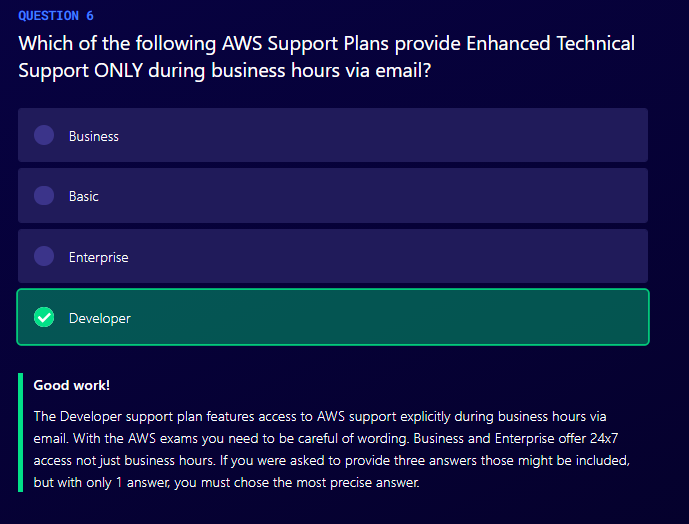 QUESTION 6
Which of the following AWS Support Plans provide Enhanced Technical
Support ONLY during business hours via email?
Business
Basic
Enterprise
Developer
Good work!
The Developer support plan features access to AWS support explicitly during business hours via
email. With the AWS exams you need to be careful of wording. Business and Enterprise offer 24x7
access not just business hours. If you were asked to provide three answers those might be included,
but with only 1 answer, you must chose the most precise answer.